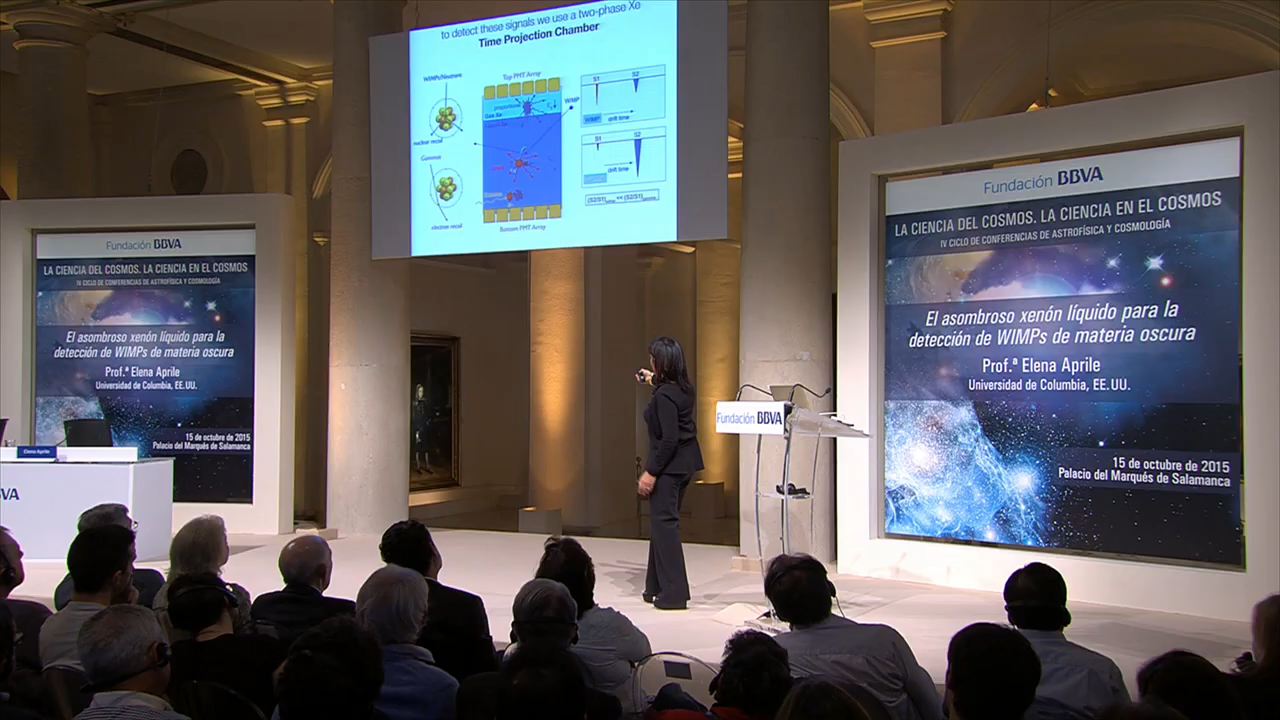 to detect these signals we use a two-phase Xe
Time Projection Chamber
WIMPs/Neutrons
nuclear recoil
Gammas
electron recoil
Top PMT Array
proportional
Gas Xe
WIMP
Bottom PMT Array
S1
S2
WIMP
drift time
S1
S2
drift time
Fundación BBVA
LA CIENCIA DEL COSMOS. LA CIENCIA EN EL COSMOS
IV CICLO DE CONFERENCIAS DE ASTROFÍSICA Y COSMOLOGÍA
El asombroso xenón líquido para la
detección de WIMPs de materia oscura
Prof.ª Elena Aprile
Universidad de Columbia, EE.UU.
15 de octubre de 2015
Palacio del Marqués de Salamanca
Elena Aprile
VA
Fundación BBVA
Fundación BBVA
LA CIENCIA DEL COSMOS. LA CIENCIA EN EL COSMOS
IV CICLO DE CONFERENCIAS DE ASTROFÍSICA Y COSMOLOGÍA
El asombroso xenón líquido para la
detección de WIMPs de materia oscura
Prof.ª Elena Aprile
Universidad de Columbia, EE.UU.
15 de octubre de 2015
Palacio del Marqués de Salamanca